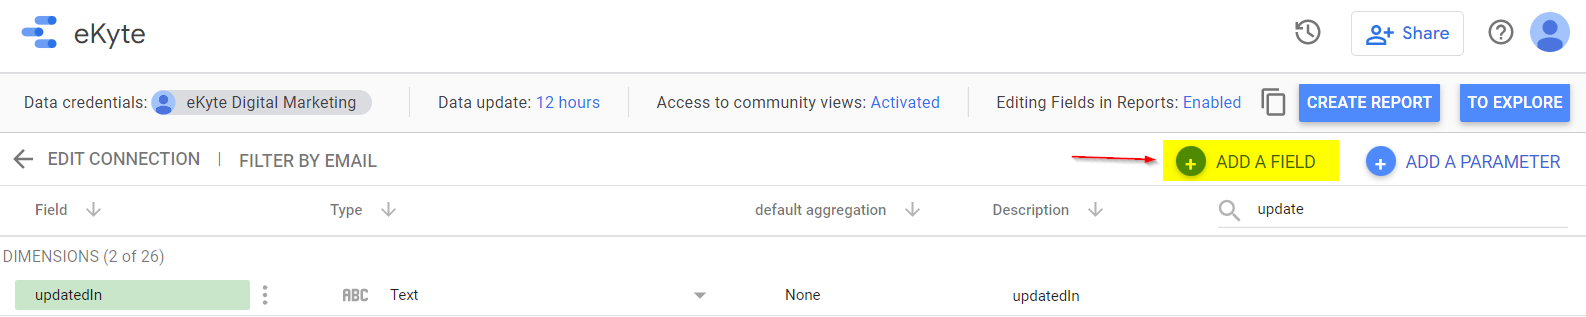 eKyte
Share
Data credentials: eKyte Digital Marketing Data update: 12 hours Access to community views: Activated Editing Fields in Reports: Enabled CREATE REPORT TO EXPLORE
EDIT CONNECTION | FILTER BY EMAIL ADD A FIELD ADD A PARAMETER
Field Type default aggregation Description update
DIMENSIONS (2 of 26)
updatedIn ABC Text None updatedIn